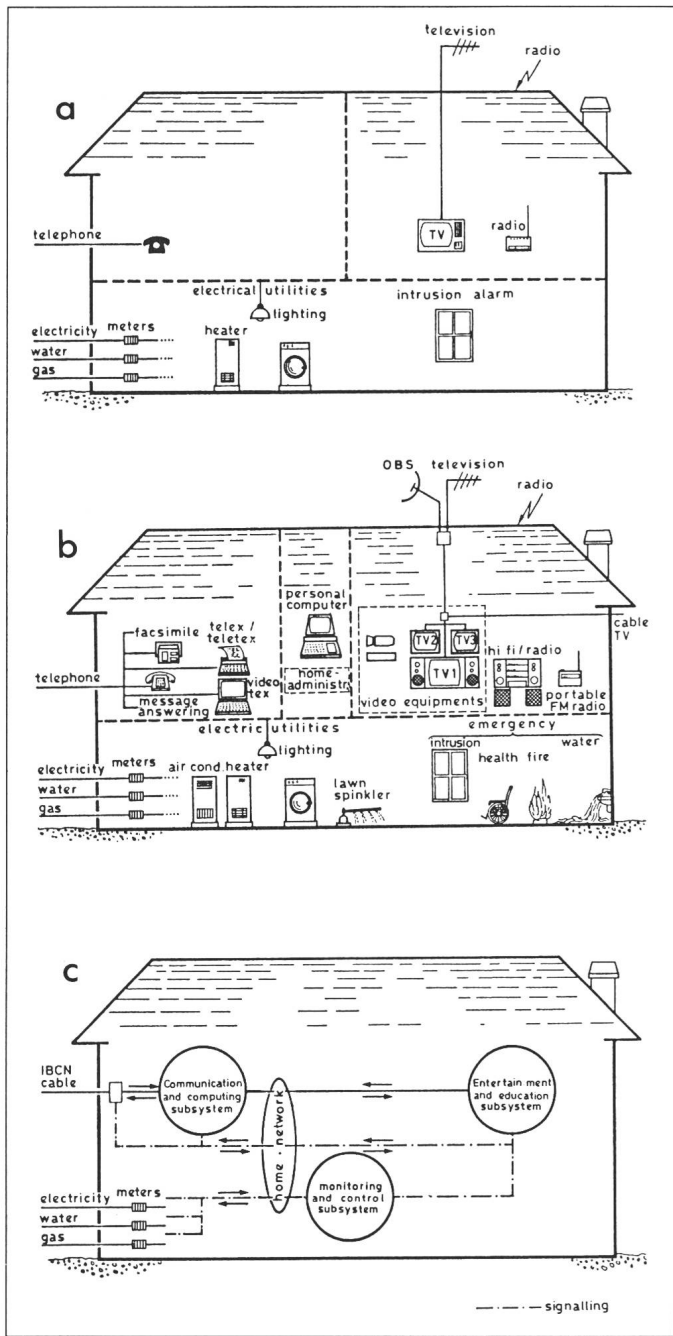 television
radio
a
telephone
TV
radio
electrical utilities
intrusion alarm
lighting
electricity meters
heater
water
gas
OBS television
radio
b
personal
computer
facsimile
telex /
teletex
cable
TV
TV2 TV3
hi fi/radio
telephone
video
tex
home-
administr.
TV1
message
answering
video equipments
portable
FM radio
electric utilities
emergency
lighting
intrusion
water
health fire
electricity meters
air cond. heater
water
lawn
spinkler
gas
c
IBCN
cable
Communication
and computing
subsystem
Entertainment
and education
subsystem
home - network
electricity meters
monitoring
and control
subsystem
water
gas
signalling